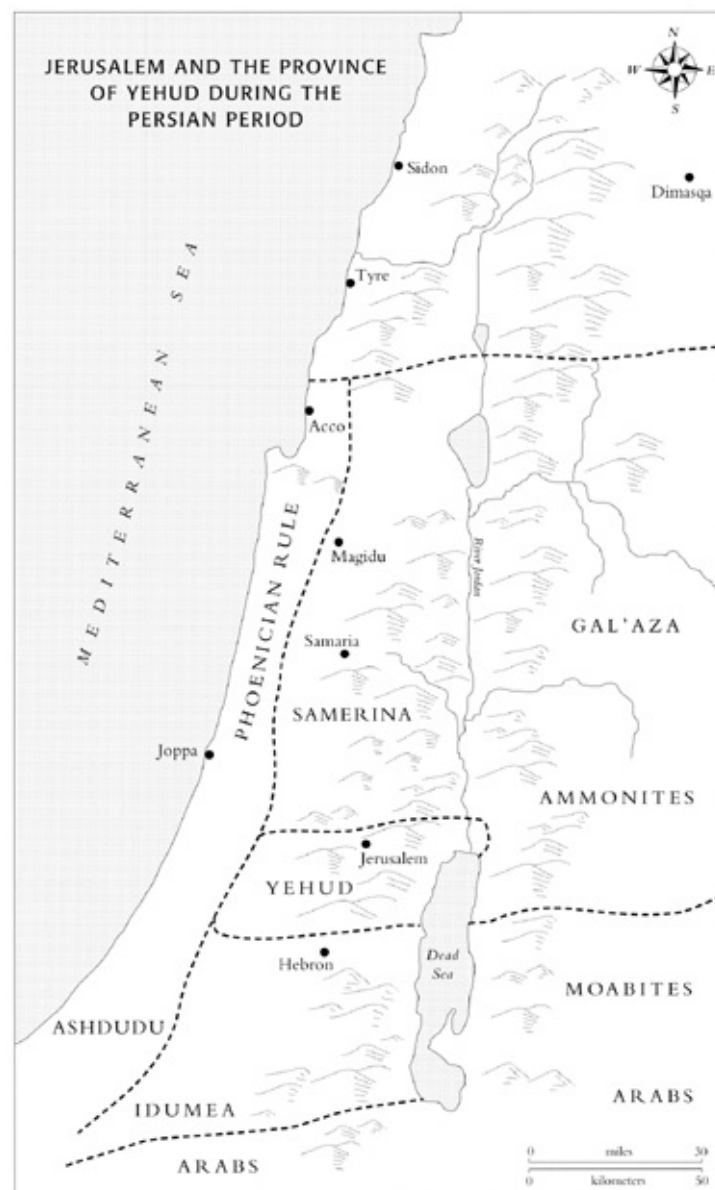 JERUSALEM AND THE PROVINCE
OF YEHUD DURING THE
PERSIAN PERIOD
N
W E
S
Sidon
Dimasqa
Tyre
MEDITERRANEAN SEA
Acco
PHOENICIAN RULE
Magidu
River Jordan
GAL'AZA
Samaria
SAMERINA
Joppa
AMMONITES
Jerusalem
YEHUD
Hebron
Dead
Sea
MOABITES
ASHDUDU
IDUMEA
ARABS
ARABS
0 miles 30
0 kilometers 50